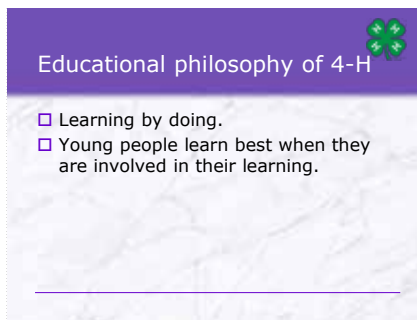 Educational philosophy of 4-H
Learning by doing.
Young people learn best when they
are involved in their learning.